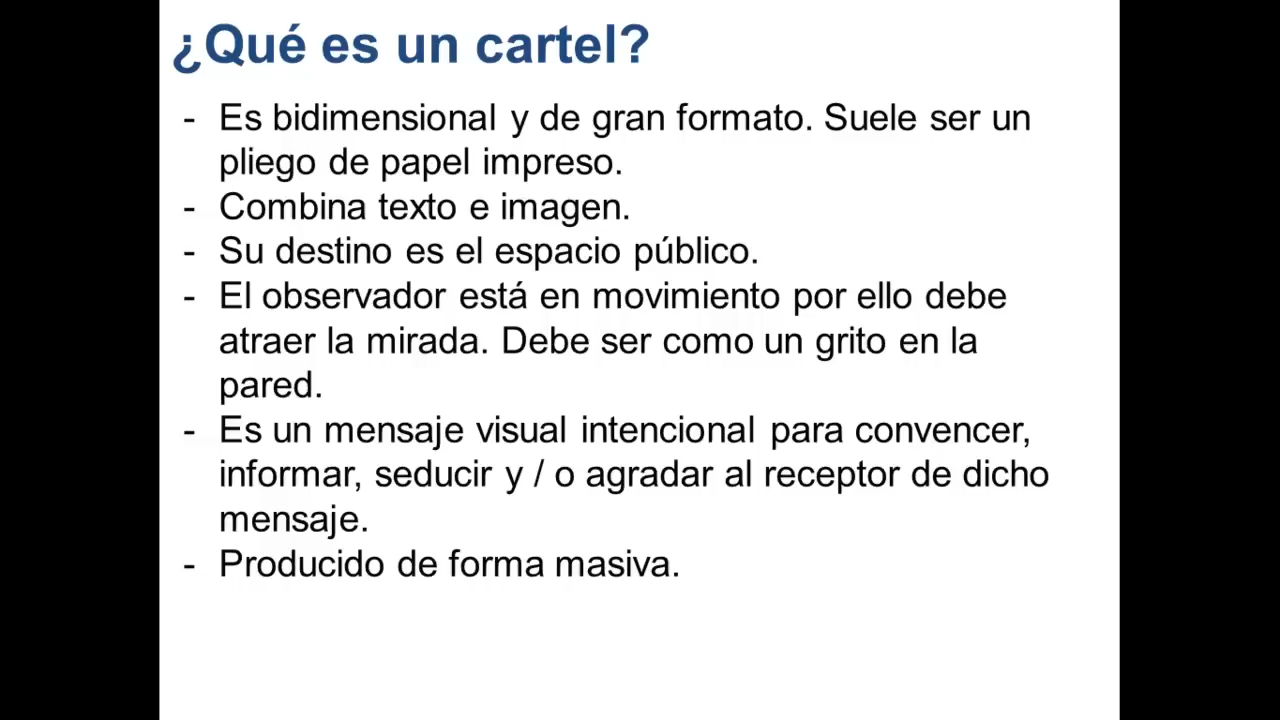 ¿Qué es un cartel?
- Es bidimensional y de gran formato. Suele ser un
pliego de papel impreso.
- Combina texto e imagen.
- Su destino es el espacio público.
- El observador está en movimiento por ello debe
atraer la mirada. Debe ser como un grito en la
pared.
- Es un mensaje visual intencional para convencer,
informar, seducir y / o agradar al receptor de dicho
mensaje.
- Producido de forma masiva.